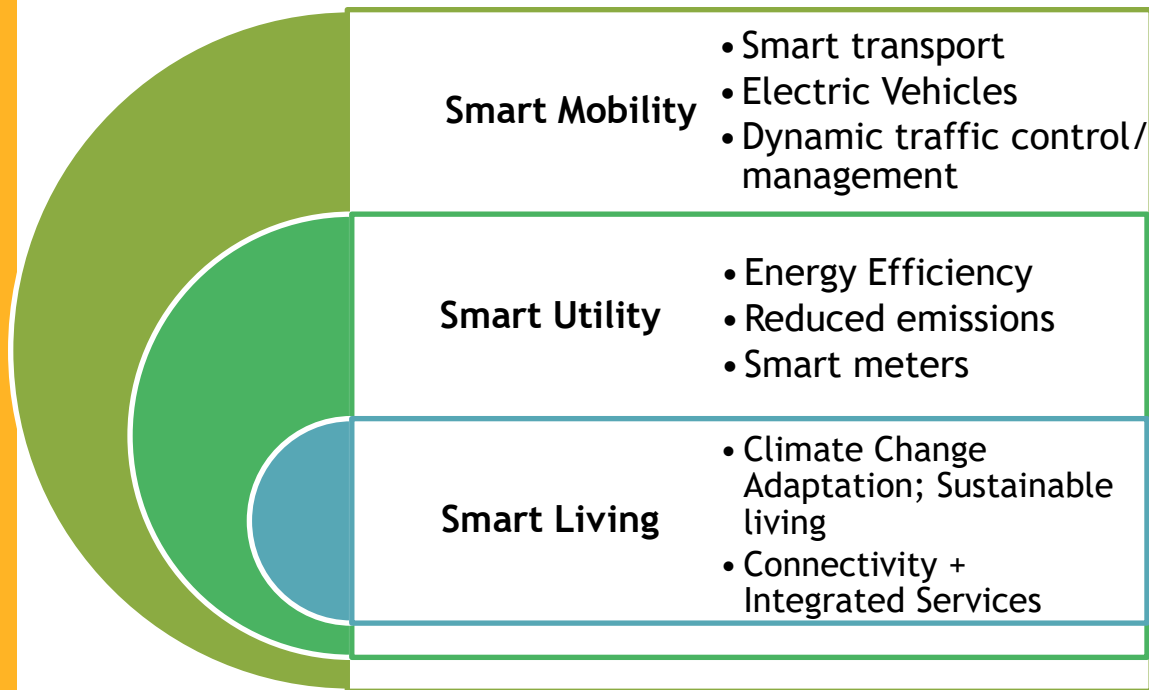 Smart Mobility
• Smart transport
• Electric Vehicles
• Dynamic traffic control/
management
Smart Utility
• Energy Efficiency
• Reduced emissions
• Smart meters
Smart Living
• Climate Change
Adaptation; Sustainable
living
• Connectivity +
Integrated Services